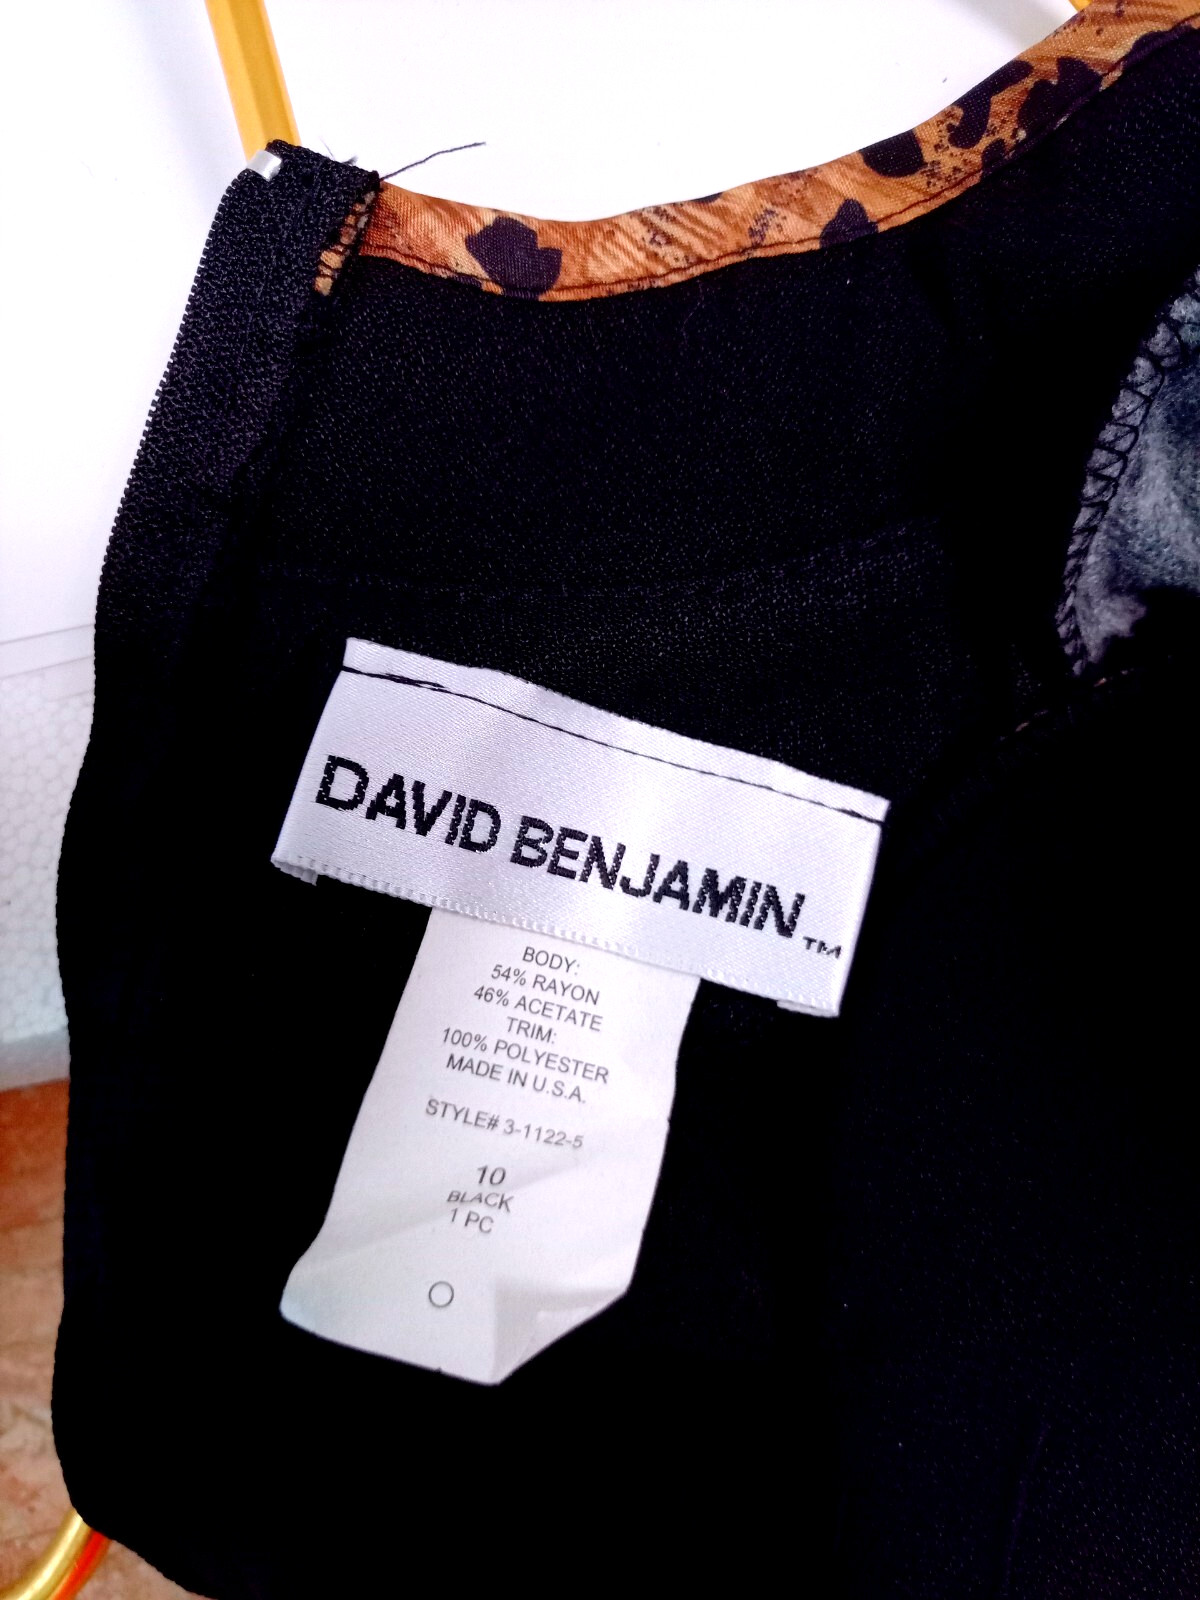 DAVID BENJAMIN™
BODY:
54% RAYON
46% ACETATE
TRIM:
100% POLYESTER
MADE IN U.S.A.
STYLE# 3-1122-5
10
BLACK
1 PC